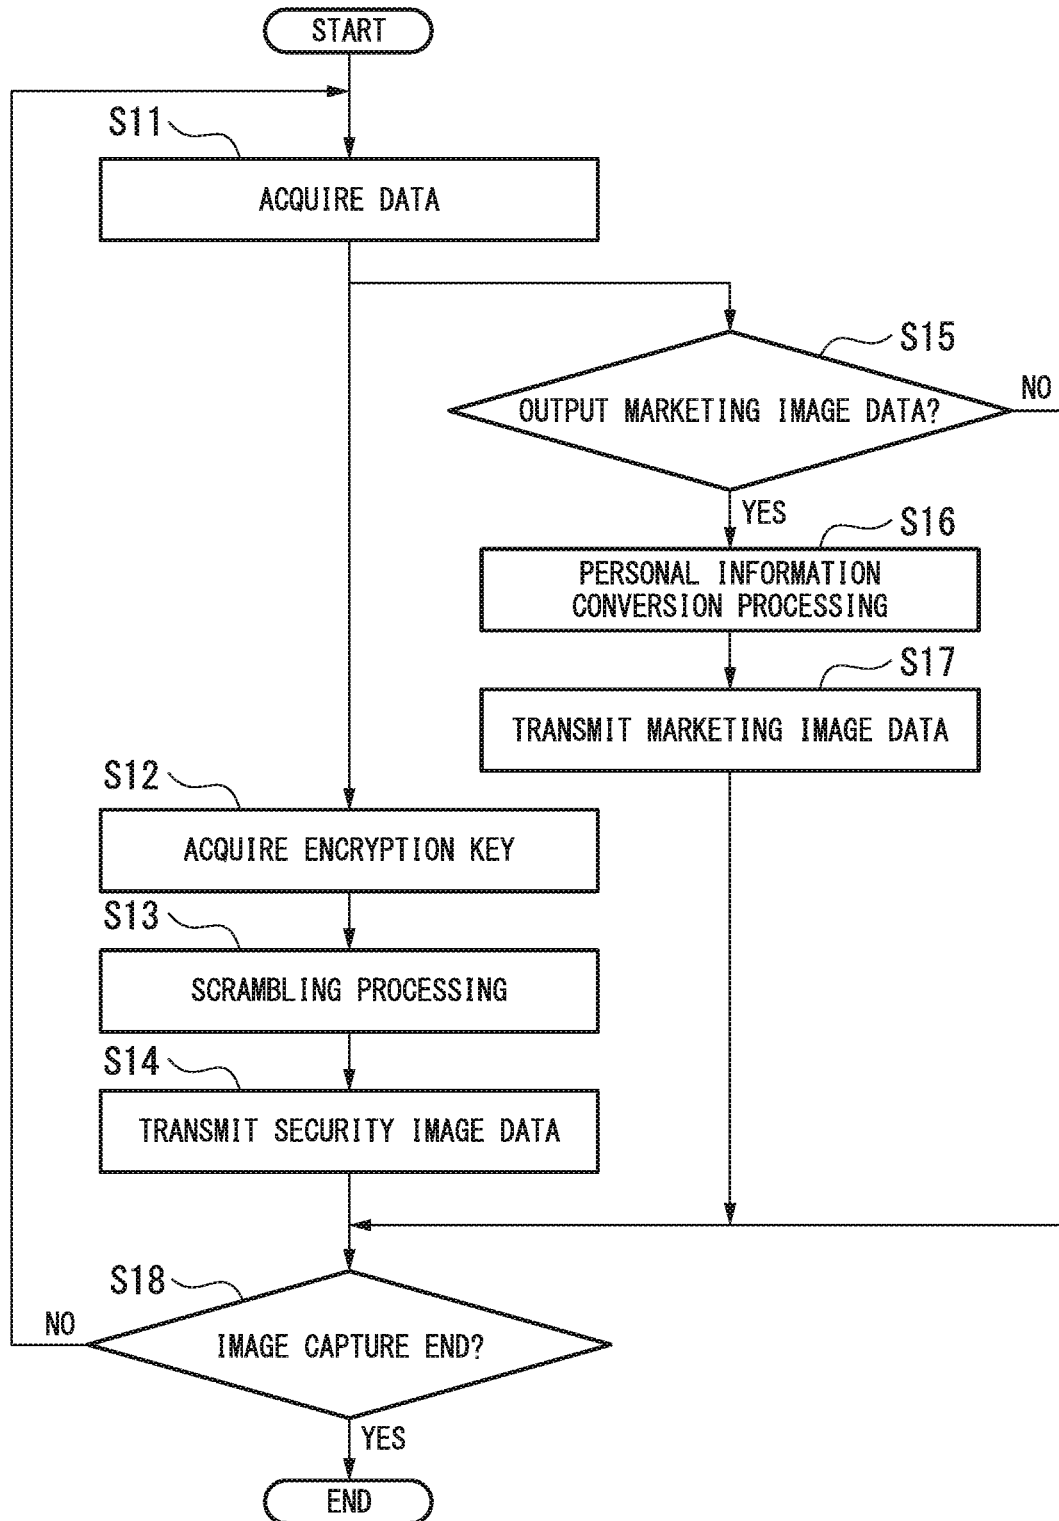 START
S11
ACQUIRE DATA
S15
OUTPUT MARKETING IMAGE DATA?
NO
YES
S16
PERSONAL INFORMATION
CONVERSION PROCESSING
S17
TRANSMIT MARKETING IMAGE DATA
S12
ACQUIRE ENCRYPTION KEY
S13
SCRAMBLING PROCESSING
S14
TRANSMIT SECURITY IMAGE DATA
S18
NO
IMAGE CAPTURE END?
YES
END